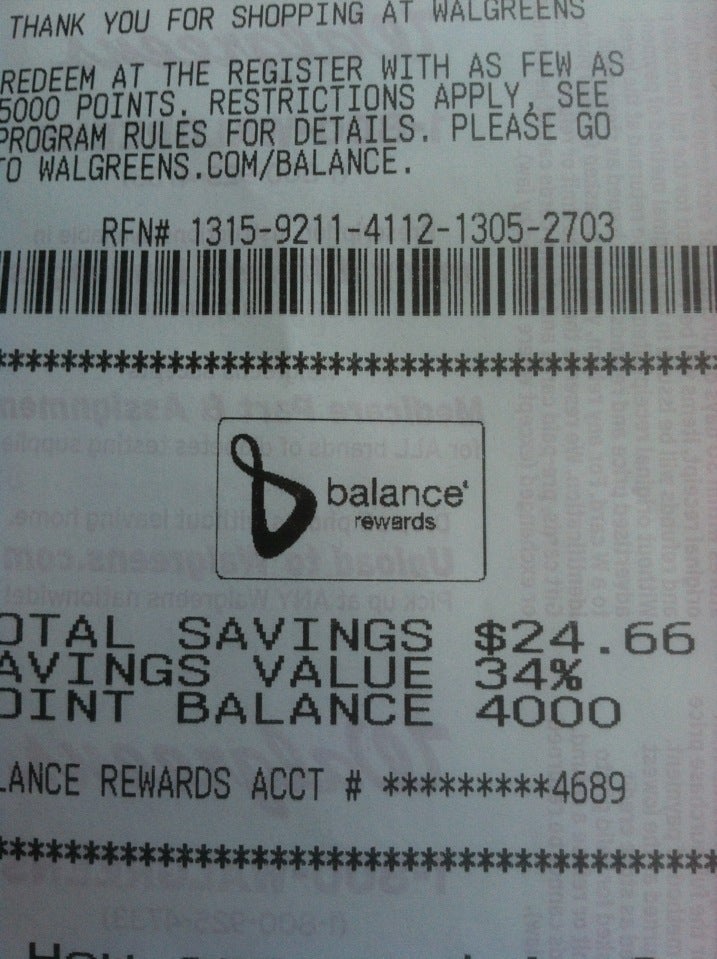 THANK YOU FOR SHOPPING AT WALGREENS
REDEEM AT THE REGISTER WITH AS FEW AS
5000 POINTS. RESTRICTIONS APPLY, SEE
PROGRAM RULES FOR DETAILS. PLEASE GO
TO WALGREENS.COM/BALANCE.
RFN# 1315-9211-4112-1305-2703
****************************************
balance
rewards
OTAL SAVINGS $24.66
AVINGS VALUE 34%
OINT BALANCE 4000
LANCE REWARDS ACCT # *********4689
****************************************
How